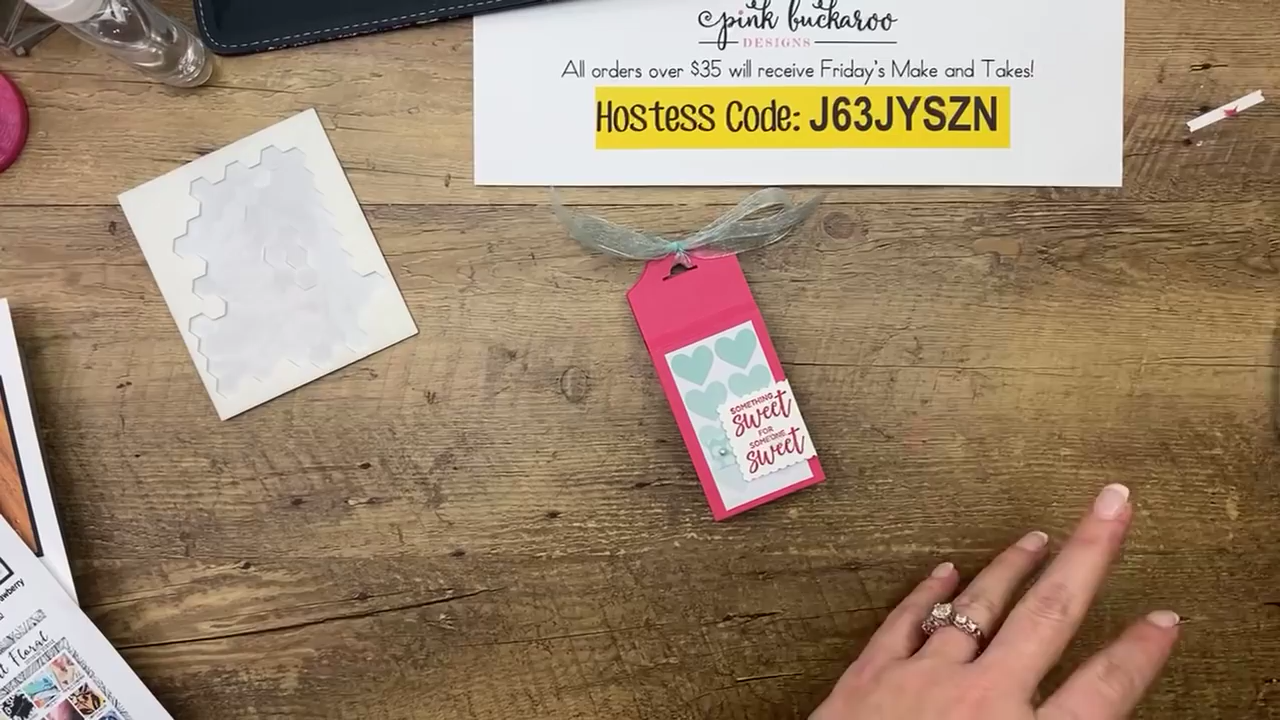 pink buckaroo
DESIGNS
All orders over $35 will receive Friday's Make and Takes!
Hostess Code: J63JYSZN
SOMETHING
sweet
FOR
SOMEONE
sweet
Floral